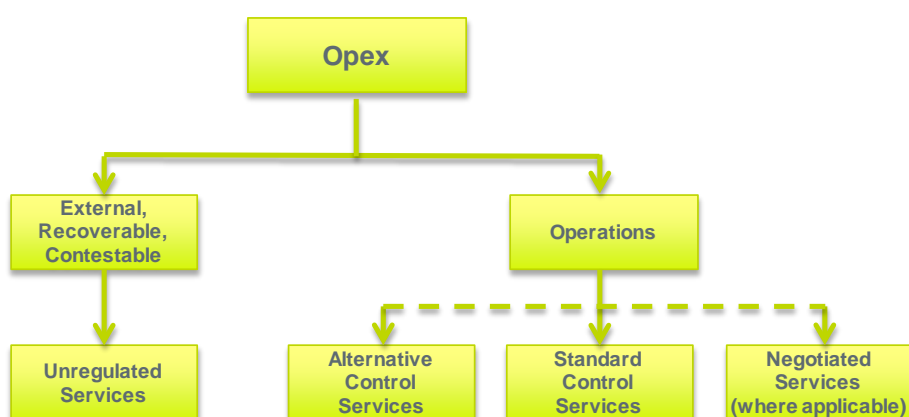 Opex
External,
Recoverable,
Contestable
Operations
Unregulated
Services
Alternative
Control
Services
Standard
Control
Services
Negotiated
Services
(where applicable)